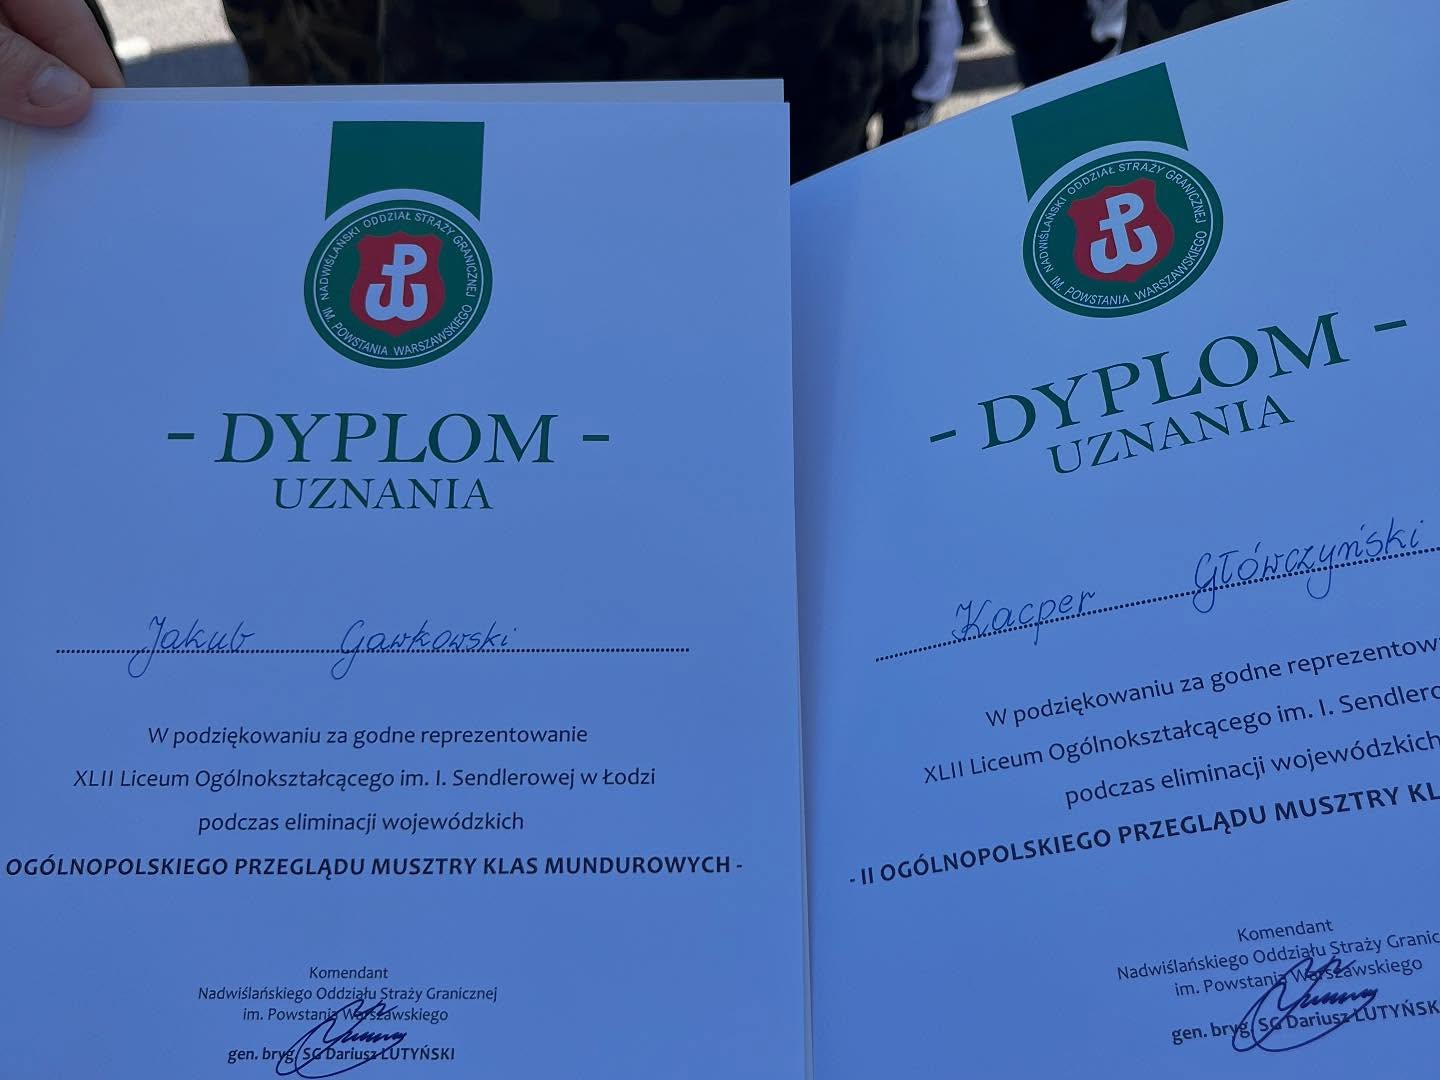 NADWIŚLAŃSKI ODDZIAŁ STRAŻY GRANICZNEJ
IM. POWSTANIA WARSZAWSKIEGO
- DYPLOM -
UZNANIA
Jakub Gawkowski
W podziękowaniu za godne reprezentowanie
XLII Liceum Ogólnokształcącego im. I. Sendlerowej w Łodzi
podczas eliminacji wojewódzkich
OGÓLNOPOLSKIEGO PRZEGLĄDU MUSZTRY KLAS MUNDUROWYCH -
Komendant
Nadwiślańskiego Oddziału Straży Granicznej
im. Powstania Warszawskiego
gen. bryg. SG Dariusz LUTYŃSKI
NADWIŚLAŃSKI ODDZIAŁ STRAŻY GRANICZNEJ
IM. POWSTANIA WARSZAWSKIEGO
- DYPLOM -
UZNANIA
Kacper Główczyński
W podziękowaniu za godne reprezentow
XLII Liceum Ogólnokształcącego im. I. Sendlero
podczas eliminacji wojewódzkich
- II OGÓLNOPOLSKIEGO PRZEGLĄDU MUSZTRY KL
Komendant
Nadwiślańskiego Oddziału Straży Granic
im. Powstania Warszawskiego
gen. bryg. SG Dariusz LUTYŃSK